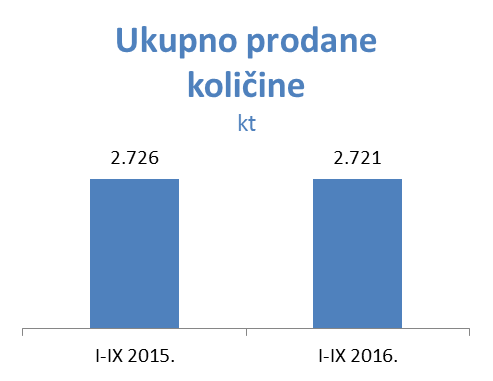 Ukupno prodane
količine
kt
2.726
2.721
I-IX 2015.
I-IX 2016.